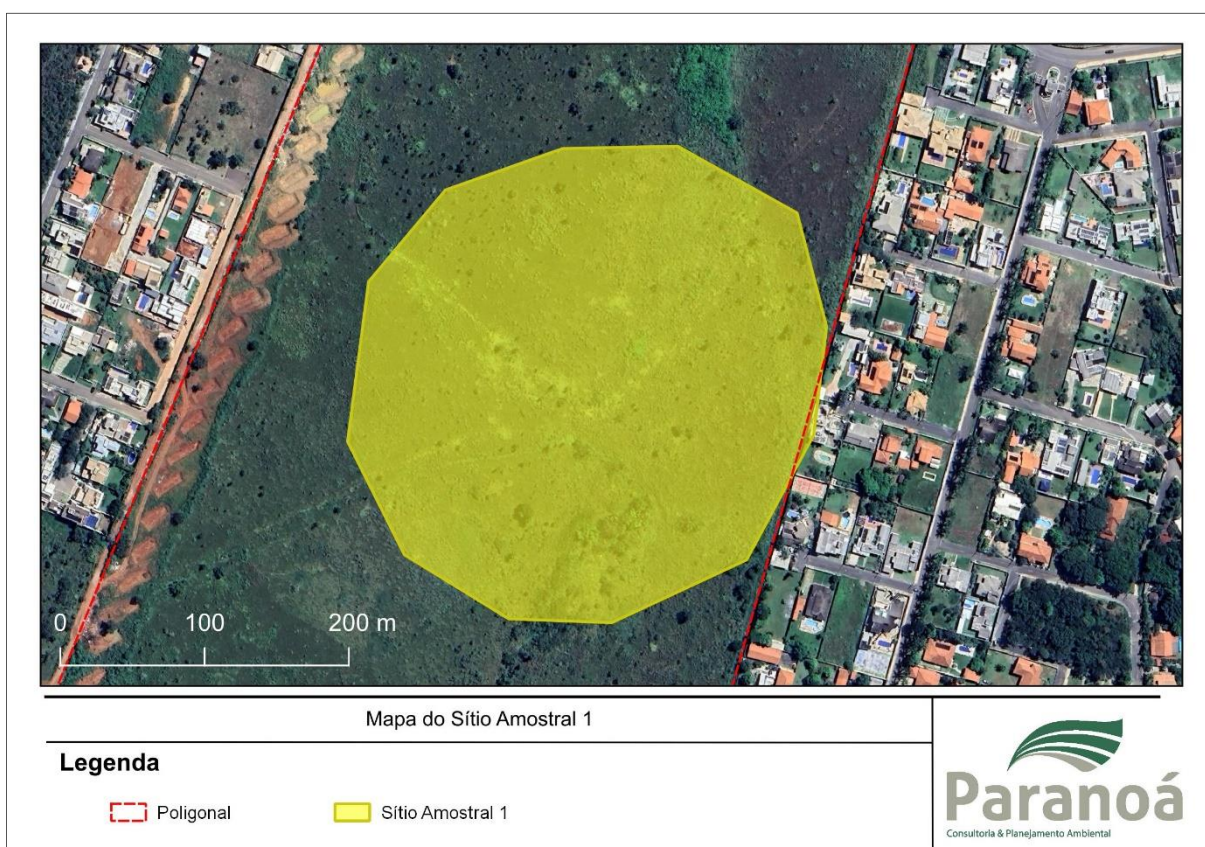 0 100 200 m
Mapa do Sítio Amostral 1
Legenda
Poligonal
Sítio Amostral 1
Paranoá
Consultoria & Planejamento Ambiental